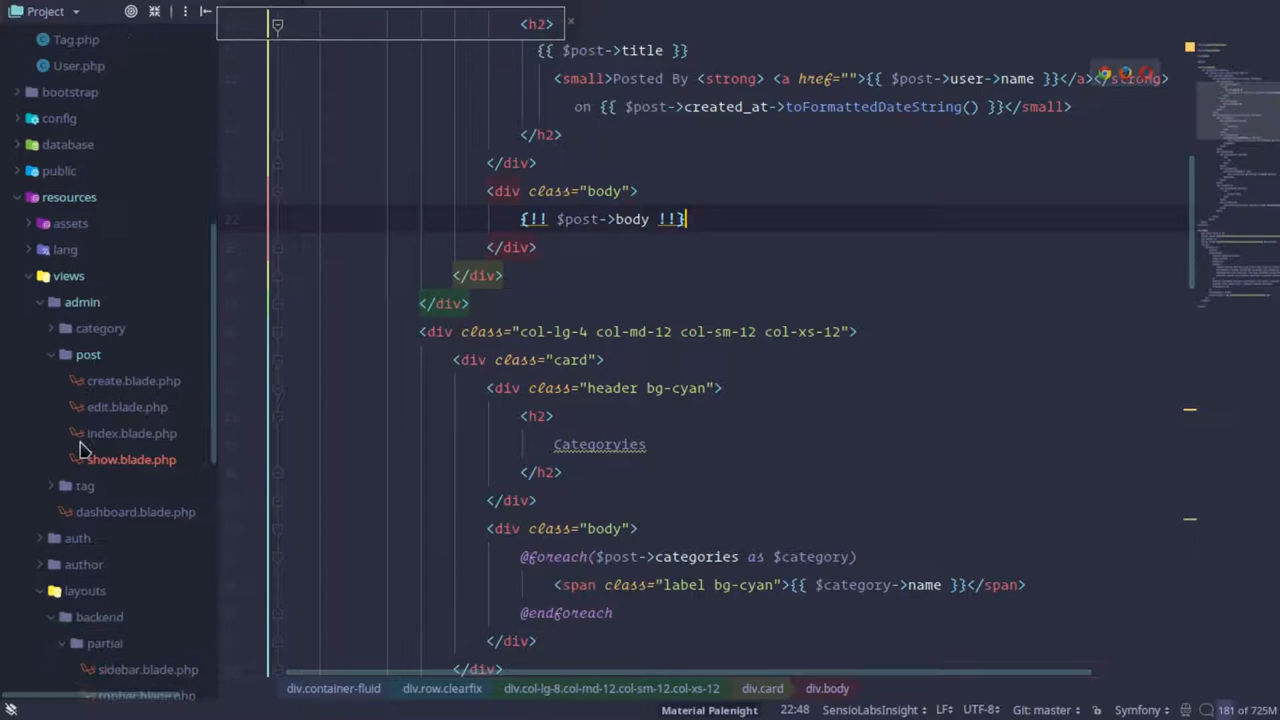 Project
Tag.php
User.php
bootstrap
config
database
public
resources
assets
lang
views
admin
category
post
create.blade.php
edit.blade.php
index.blade.php
show.blade.php
tag
dashboard.blade.php
auth
author
layouts
backend
partial
sidebar.blade.php
topbar.blade.php
<h2>
{{ $post->title }}
<small>Posted By <strong> <a href="">{{ $post->user->name }}</a></strong>
on {{ $post->created_at->toFormattedDateString() }}</small>
</h2>
</div>
<div class="body">
22 {!! $post->body !!}
</div>
</div>
</div>
<div class="col-lg-4 col-md-12 col-sm-12 col-xs-12">
<div class="card">
<div class="header bg-cyan">
<h2>
Categoryies
</h2>
</div>
<div class="body">
@foreach($post->categories as $category)
<span class="label bg-cyan">{{ $category->name }}</span>
@endforeach
</div>
</div>
div.container-fluid div.row.clearfix div.col-lg-8.col-md-12.col-sm-12.col-xs-12 div.card div.body
Material Palenight 22:48 SensioLabsInsight LF UTF-8 Git: master Symfony 181 of 725M